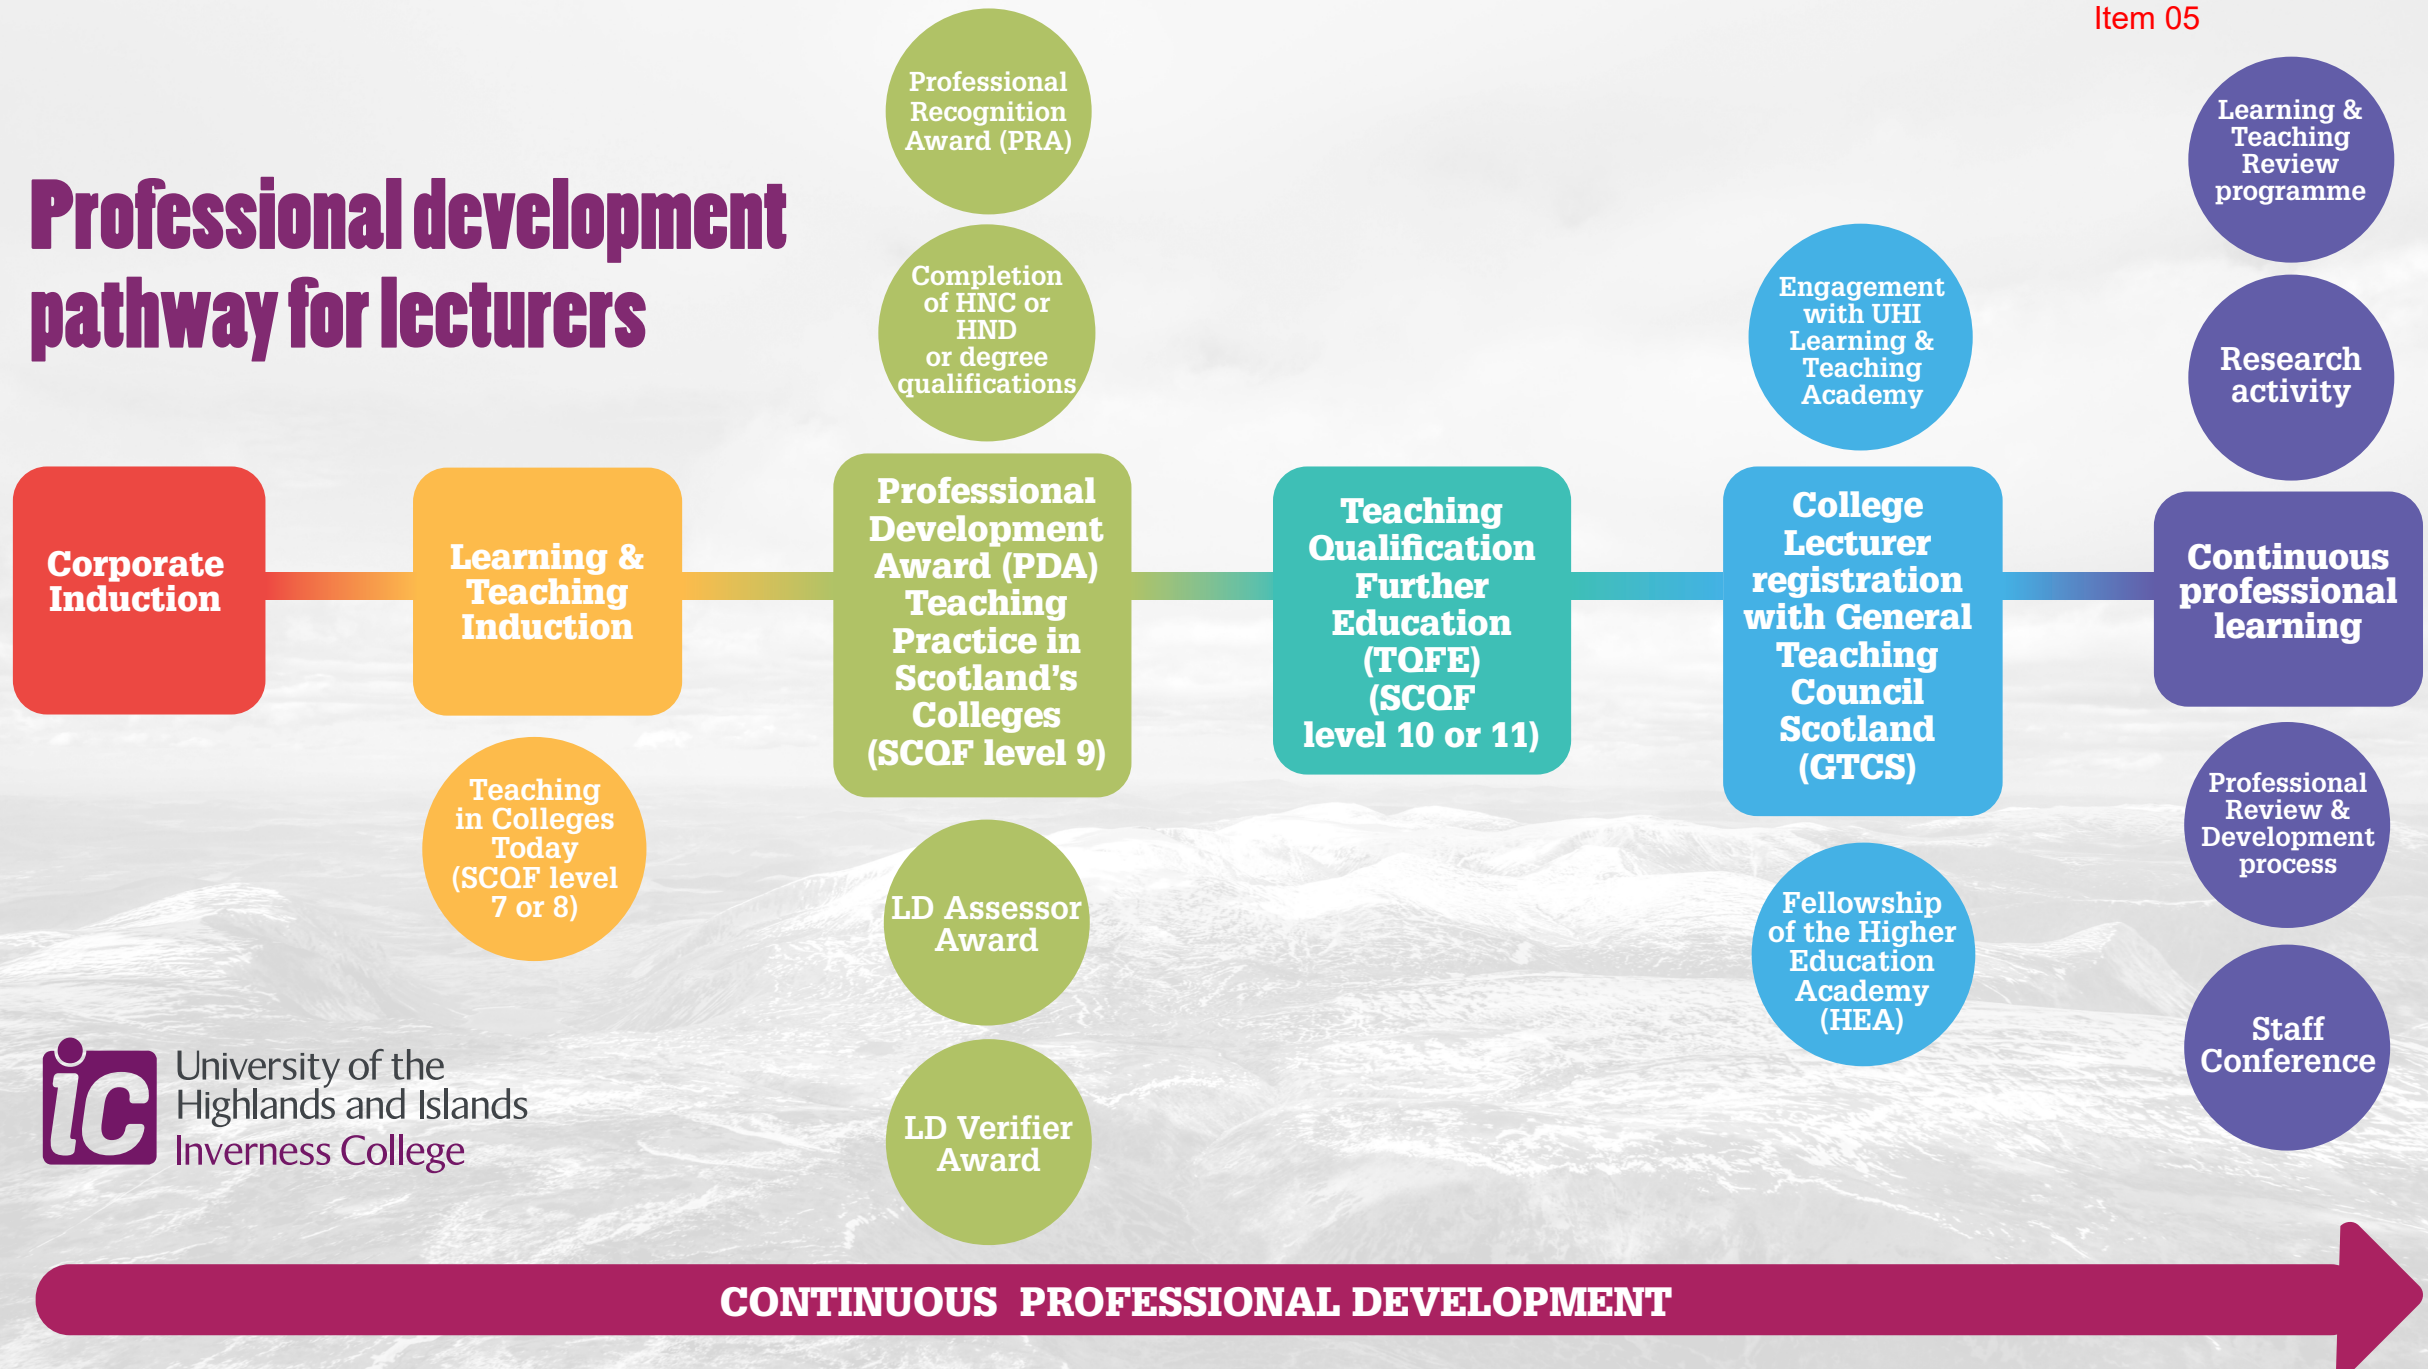 Item 05
Professional development
pathway for lecturers
Corporate
Induction
Learning &
Teaching
Induction
Teaching
in Colleges
Today
(SCQF level
7 or 8)
Professional
Recognition
Award (PRA)
Completion
of HNC or
HND
or degree
qualifications
Professional
Development
Award (PDA)
Teaching
Practice in
Scotland’s
Colleges
(SCQF level 9)
LD Assessor
Award
LD Verifier
Award
Teaching
Qualification
Further
Education
(TQFE)
(SCQF
level 10 or 11)
Engagement
with UHI
Learning &
Teaching
Academy
College
Lecturer
registration
with General
Teaching
Council
Scotland
(GTCS)
Fellowship
of the Higher
Education
Academy
(HEA)
Learning &
Teaching
Review
programme
Research
activity
Continuous
professional
learning
Professional
Review &
Development
process
Staff
Conference
ic
University of the
Highlands and Islands
Inverness College
CONTINUOUS PROFESSIONAL DEVELOPMENT